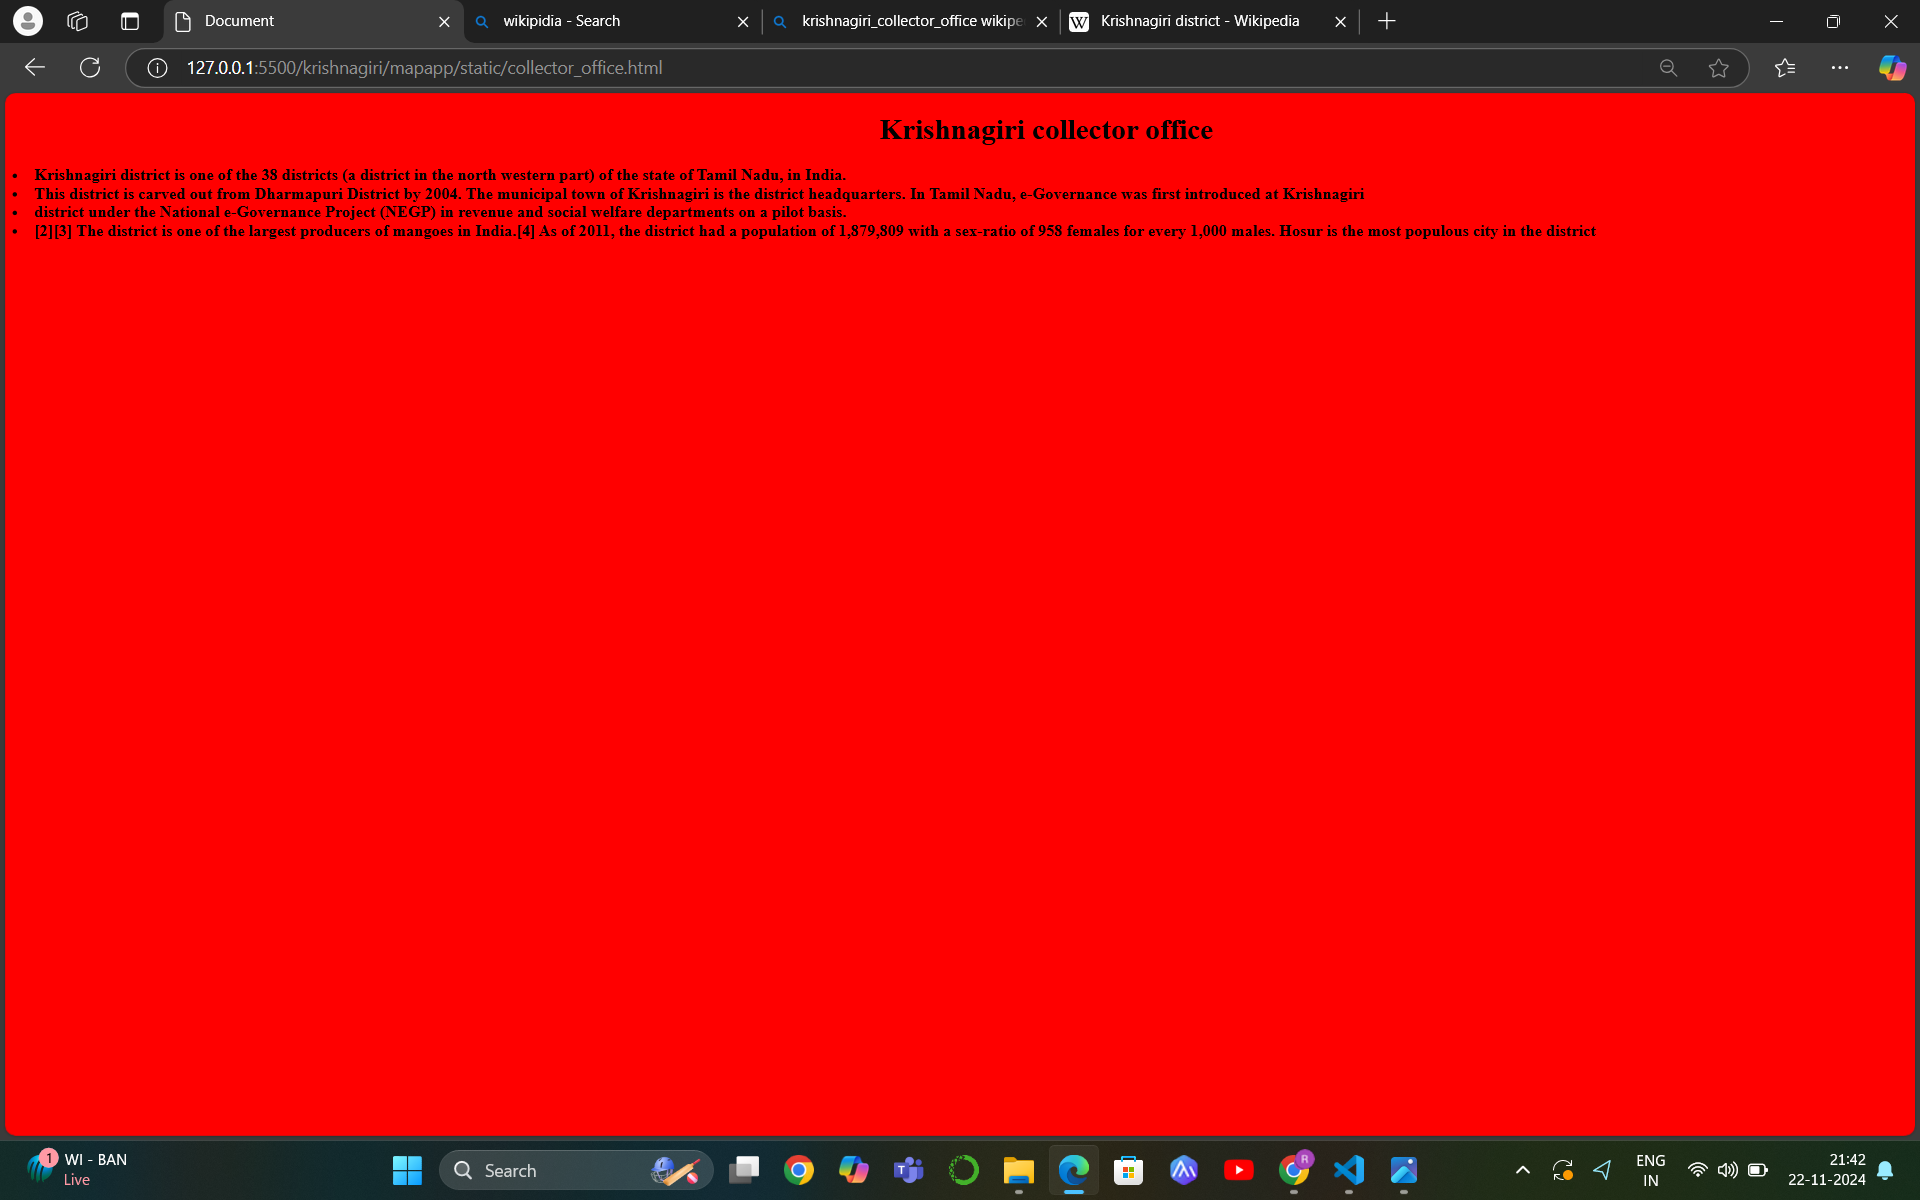 Document
wikipidia - Search
krishnagiri_collector_office wikipe
Krishnagiri district - Wikipedia
127.0.0.1:5500/krishnagiri/mapapp/static/collector_office.html
Krishnagiri collector office
• Krishnagiri district is one of the 38 districts (a district in the north western part) of the state of Tamil Nadu, in India.
• This district is carved out from Dharmapuri District by 2004. The municipal town of Krishnagiri is the district headquarters. In Tamil Nadu, e-Governance was first introduced at Krishnagiri
• district under the National e-Governance Project (NEGP) in revenue and social welfare departments on a pilot basis.
• [2][3] The district is one of the largest producers of mangoes in India.[4] As of 2011, the district had a population of 1,879,809 with a sex-ratio of 958 females for every 1,000 males. Hosur is the most populous city in the district
1
WI - BAN
Live
Search
R
ENG
IN
21:42
22-11-2024